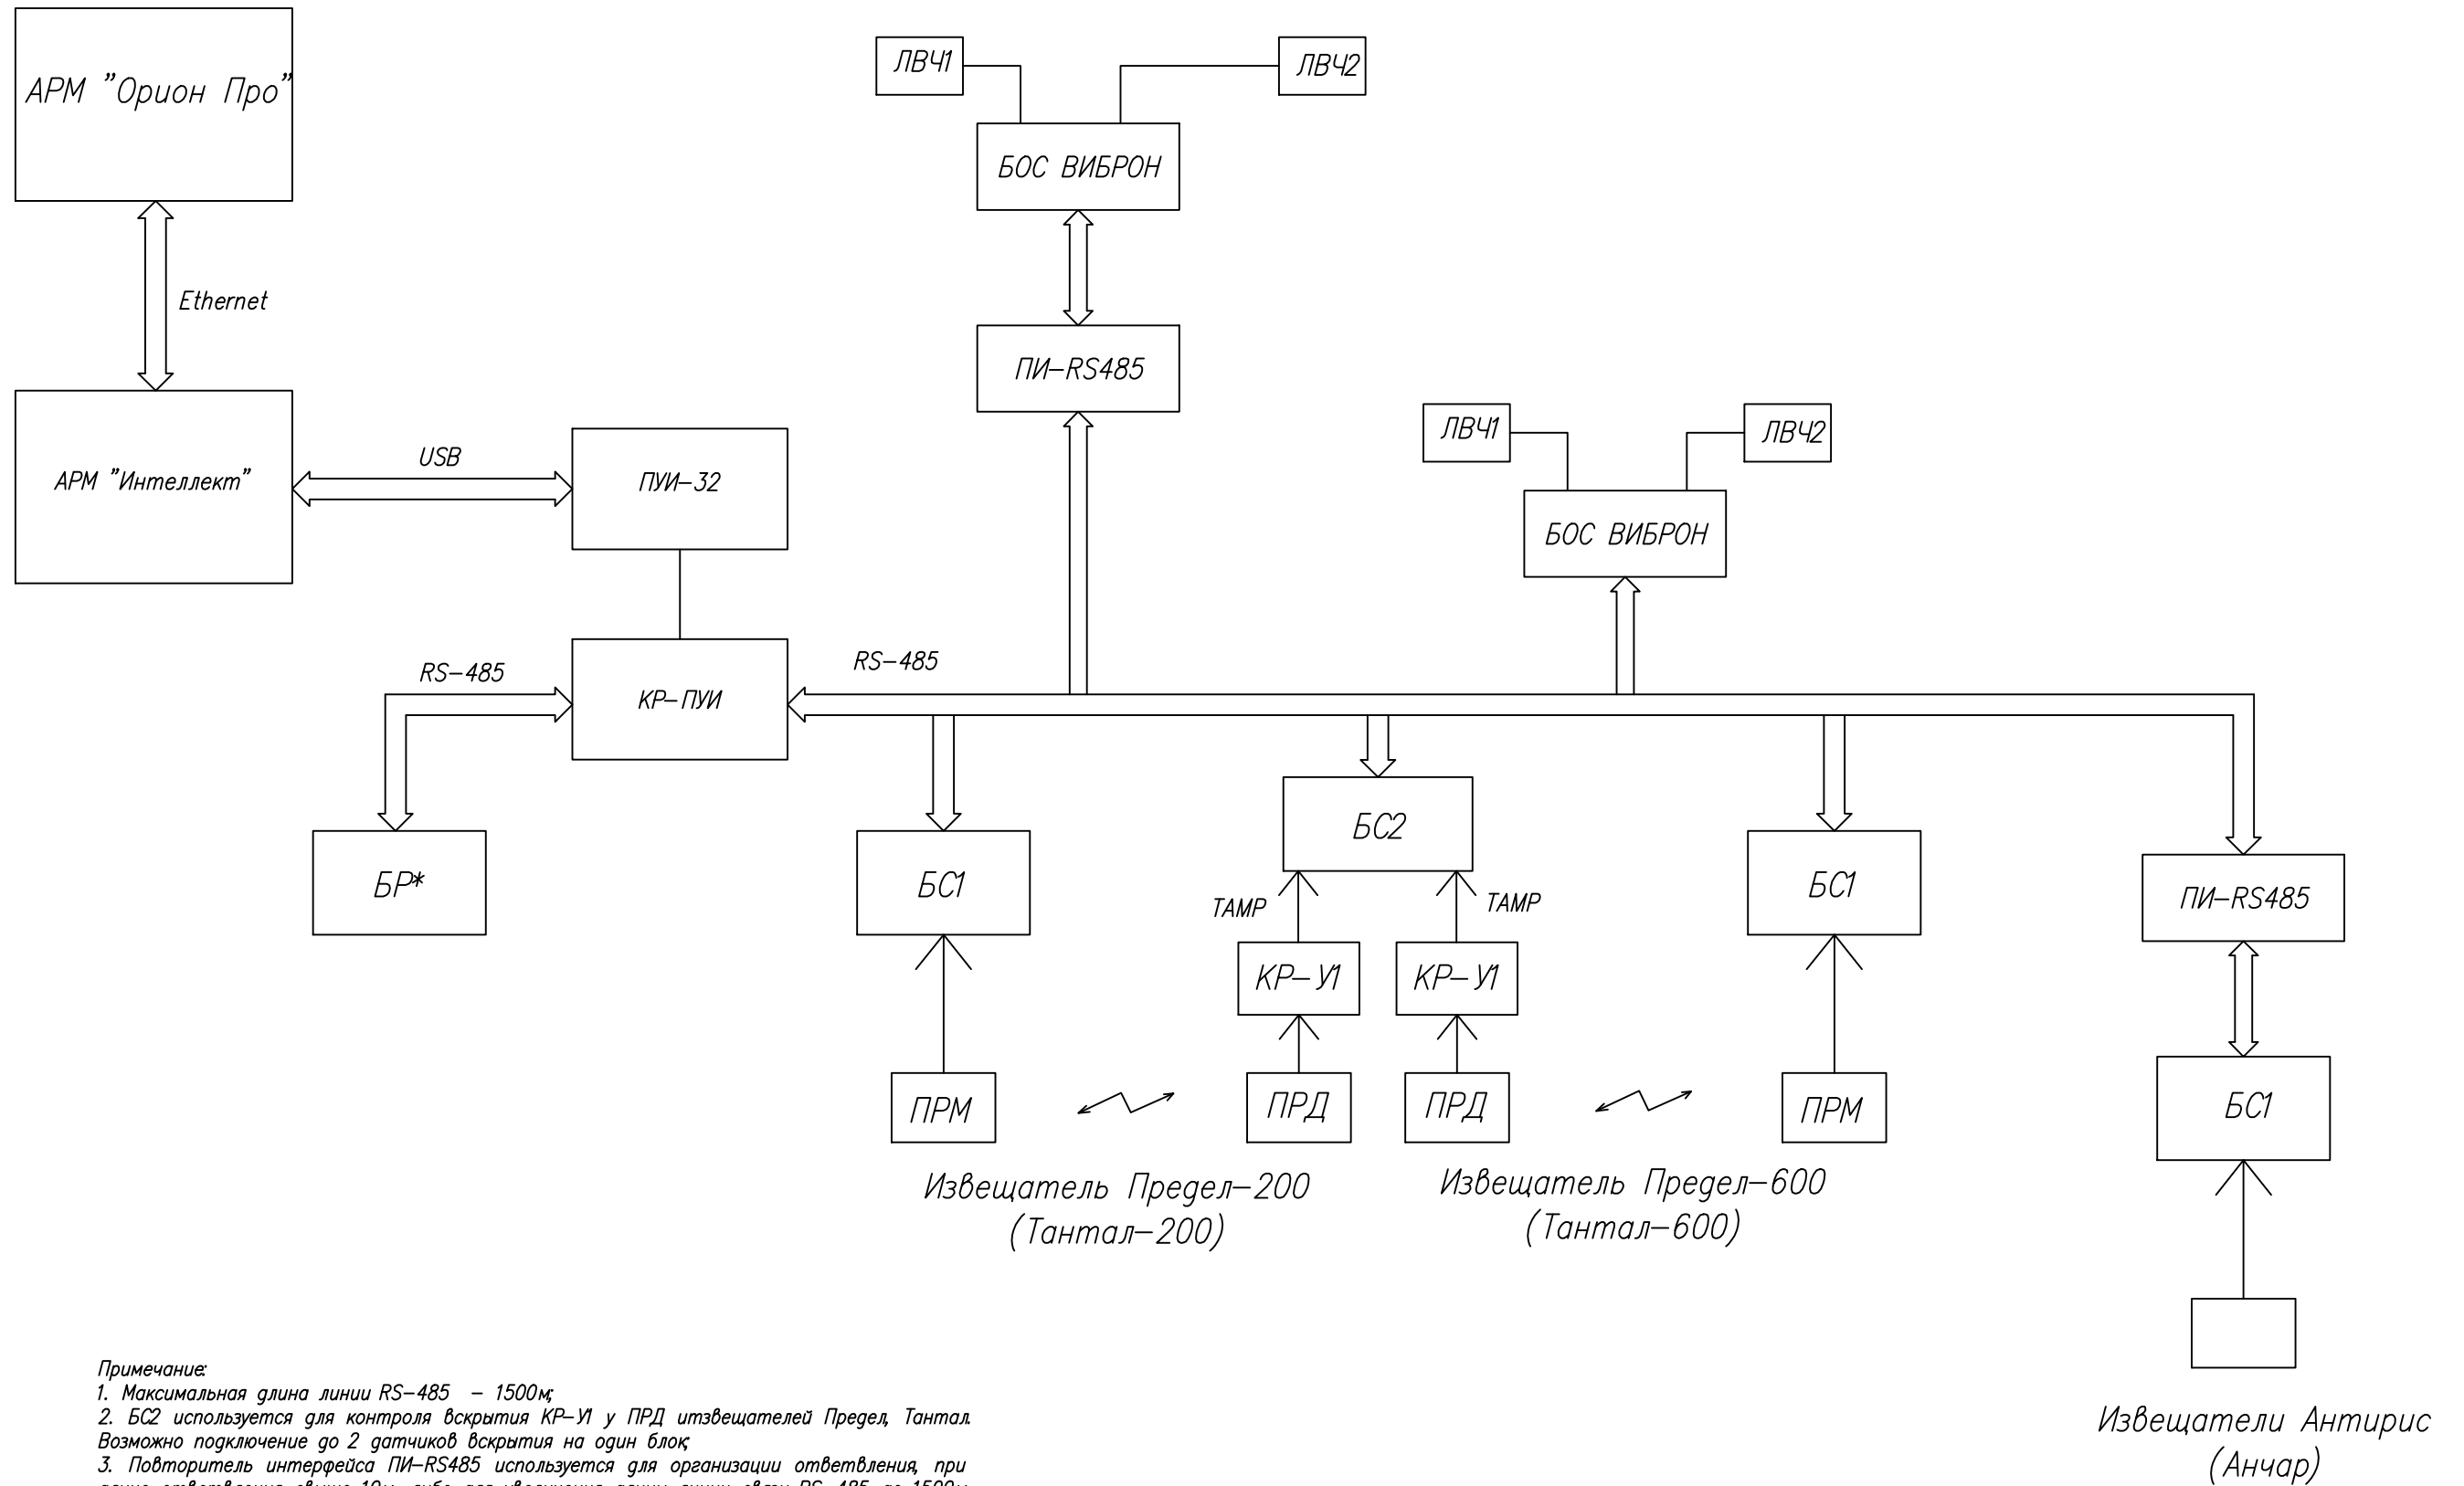 АРМ "Орион Про"
ЛВЧ1
ЛВЧ2
БОС ВИБРОН
Ethernet
ПИ-RS485
АРМ "Интеллект"
USB
ПУИ-32
ЛВЧ1
ЛВЧ2
БОС ВИБРОН
RS-485
КР-ПУИ
RS-485
БР*
БС1
БС2
БС1
ПИ-RS485
ТАМР
ТАМР
КР-У1
КР-У1
ПРМ
ПРД
ПРД
ПРМ
БС1
Извещатель Предел-200
(Тантал-200)
Извещатель Предел-600
(Тантал-600)
Извещатели Антирис
(Анчар)
Примечание:
1. Максимальная длина линии RS-485 - 1500м;
2. БС2 используется для контроля вскрытия КР-У1 у ПРД итзвещателей Предел, Тантал.
Возможно подключение до 2 датчиков вскрытия на один блок;
3. Повторитель интерфейса ПИ-RS485 используется для организации ответвления, при